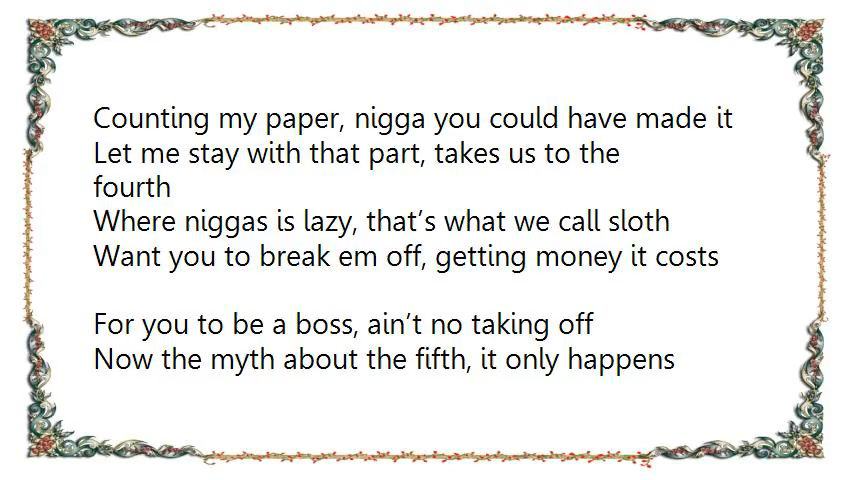 Counting my paper, nigga you could have made it
Let me stay with that part, takes us to the
fourth
Where niggas is lazy, that’s what we call sloth
Want you to break em off, getting money it costs
For you to be a boss, ain’t no taking off
Now the myth about the fifth, it only happens